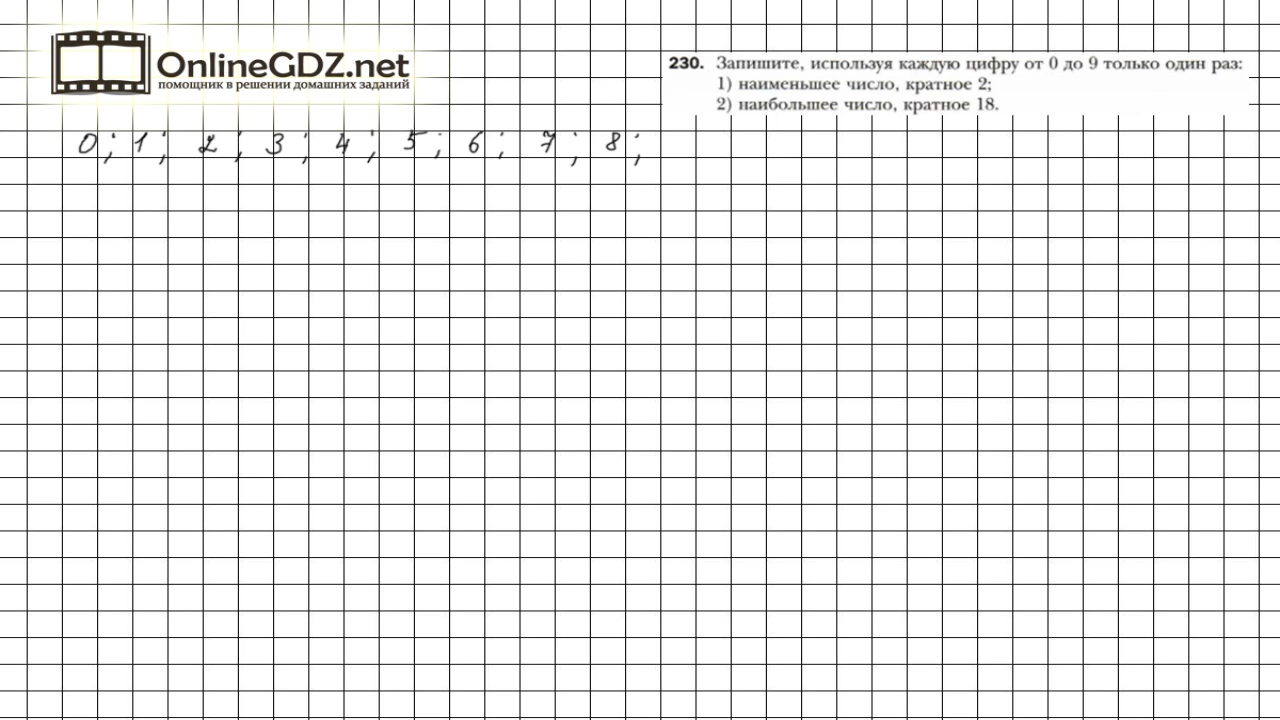 OnlineGDZ.net
помощник в решении домашних заданий
230. Запишите, используя каждую цифру от 0 до 9 только один раз:
1) наименьшее число, кратное 2;
2) наибольшее число, кратное 18.
0; 1; 2; 3; 4; 5; 6; 7; 8;